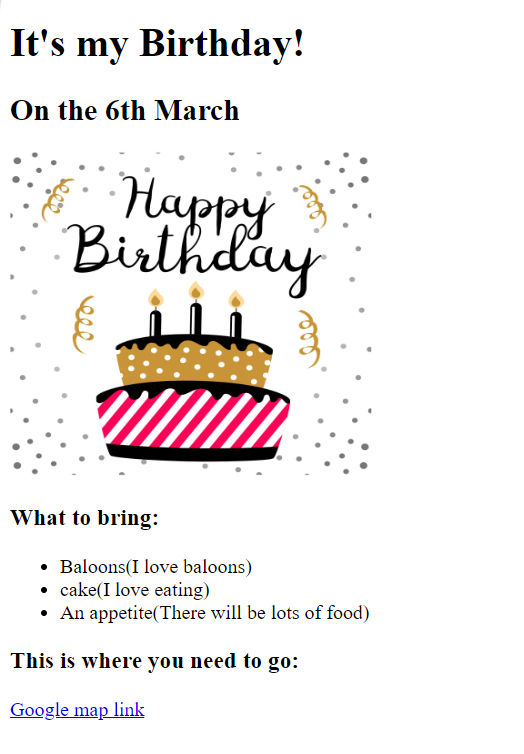 It's my Birthday!
On the 6th March
Happy
Birthday
What to bring:
Baloons(I love baloons)
cake(I love eating)
An appetite(There will be lots of food)
This is where you need to go:
Google map link